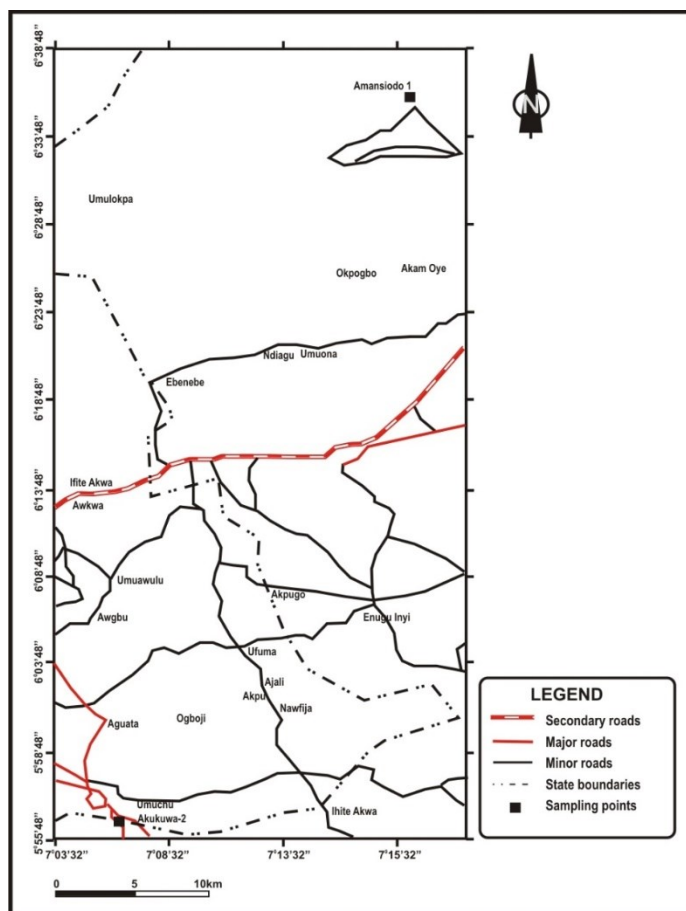 6°38'48"
Amansiodo 1
N
6°33'48"
Umulokpa
6°28'48"
Akam Oye
Okpogbo
6°23'48"
Ndiagu Umuona
Ebenebe
6°18'48"
Ifite Akwa
6°13'48"
Awkwa
6°08'48"
Umuawulu
Akpugo
Awgbu
Enugu Inyi
Ufuma
6°03'48"
Ajali
Akpu
Nawfija
Ogboji
Aguata
5°58'48"
Umuchu
Akukuwa-2
Ihite Akwa
5°55'48"
7°03'32"
7°08'32"
7°13'32"
7°15'32"
0
5
10km
LEGEND
Secondary roads
Major roads
Minor roads
State boundaries
Sampling points